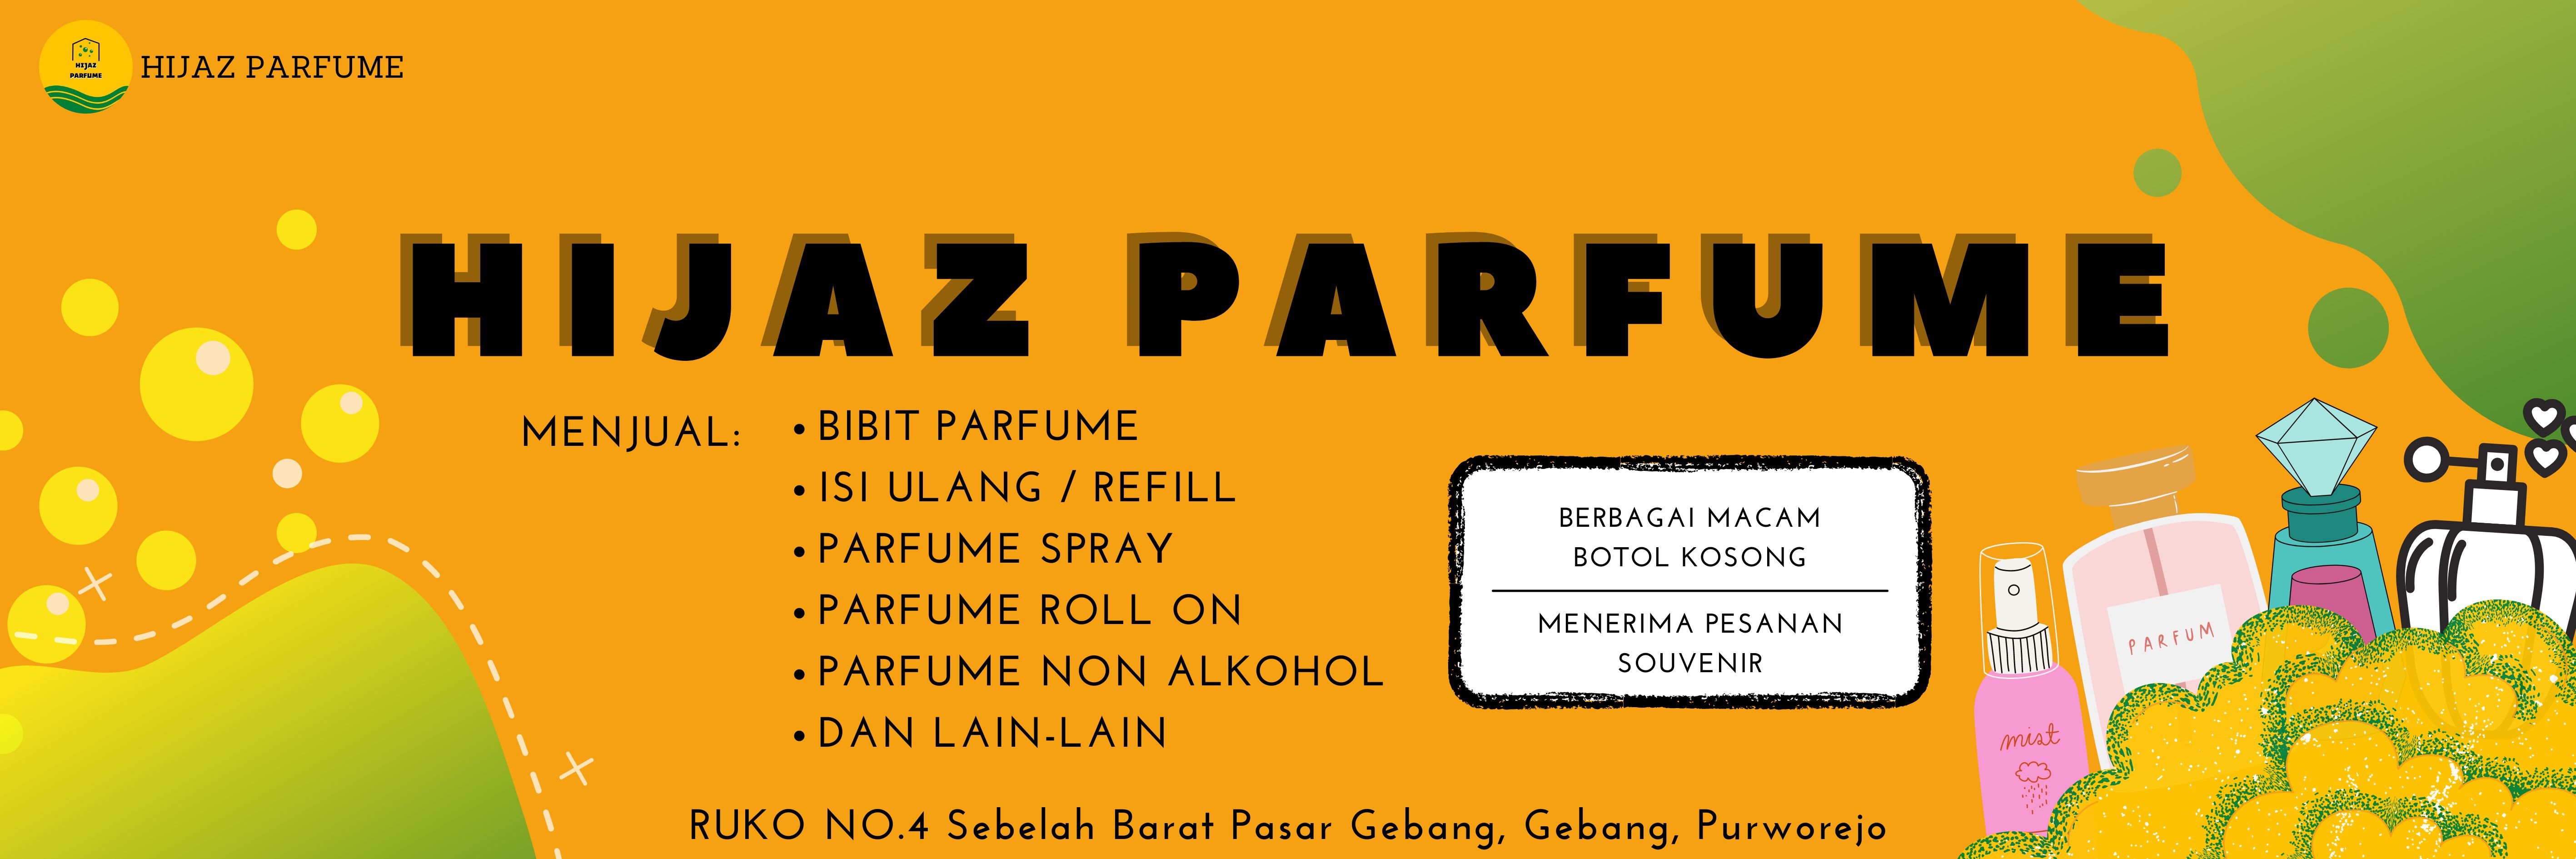 HIJAZ
PARFUME
HIJAZ PARFUME
HIJAZ PARFUME
MENJUAL:
• BIBIT PARFUME
• ISI ULANG / REFILL
• PARFUME SPRAY
• PARFUME ROLL ON
• PARFUME NON ALKOHOL
• DAN LAIN-LAIN
BERBAGAI MACAM
BOTOL KOSONG
MENERIMA PESANAN
SOUVENIR
PARFUM
mist
RUKO NO.4 Sebelah Barat Pasar Gebang, Gebang, Purworejo